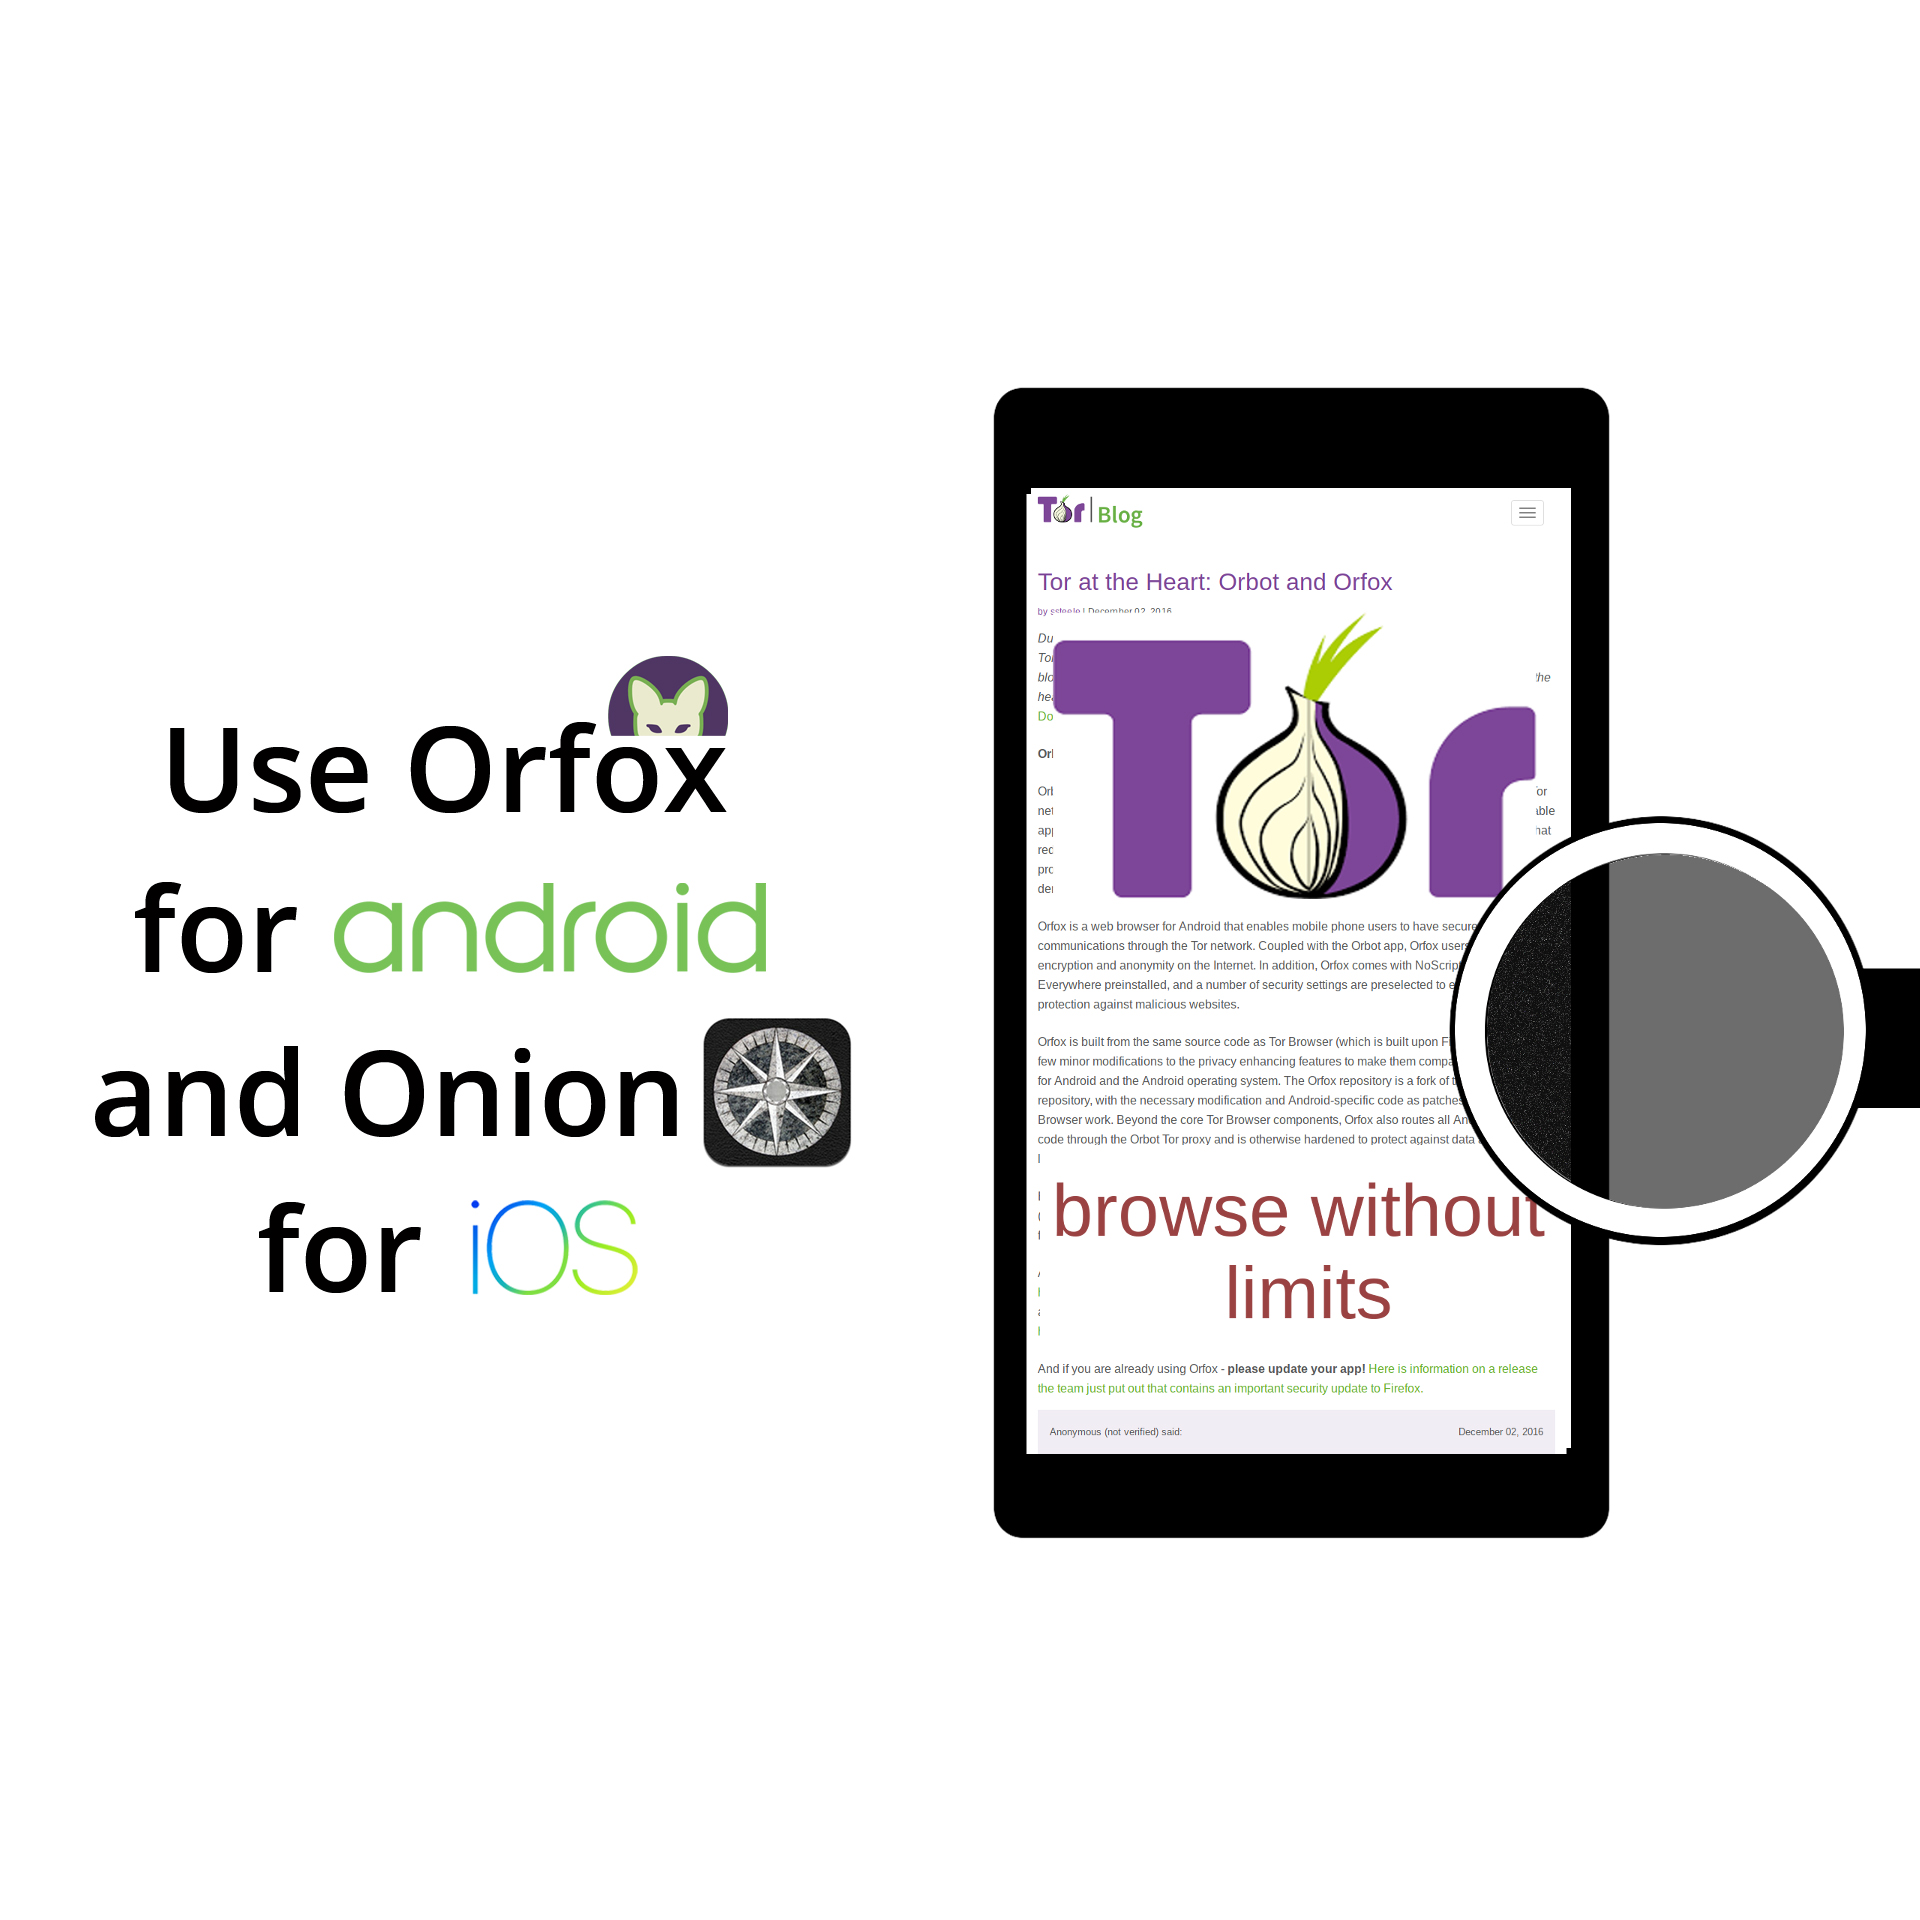 Use Orfox
for android
and Onion
for iOS
Tor | Blog
Tor at the Heart: Orbot and Orfox
by ssteele | December 02, 2016
Tor
the
Orfox is a web browser for Android that enables mobile phone users to have secure
communications through the Tor network. Coupled with the Orbot app, Orfox users
encryption and anonymity on the Internet. In addition, Orfox comes with NoScript
Everywhere preinstalled, and a number of security settings are preselected to
protection against malicious websites.
Orfox is built from the same source code as Tor Browser (which is built upon
few minor modifications to the privacy enhancing features to make them
for Android and the Android operating system. The Orfox repository is a fork of
repository, with the necessary modification and Android-specific code as patches
Browser work. Beyond the core Tor Browser components, Orfox also routes all
code through the Orbot Tor proxy and is otherwise hardened to protect against data
browse without
limits
And if you are already using Orfox - please update your app! Here is information on a release
the team just put out that contains an important security update to Firefox.
Anonymous (not verified) said: December 02, 2016